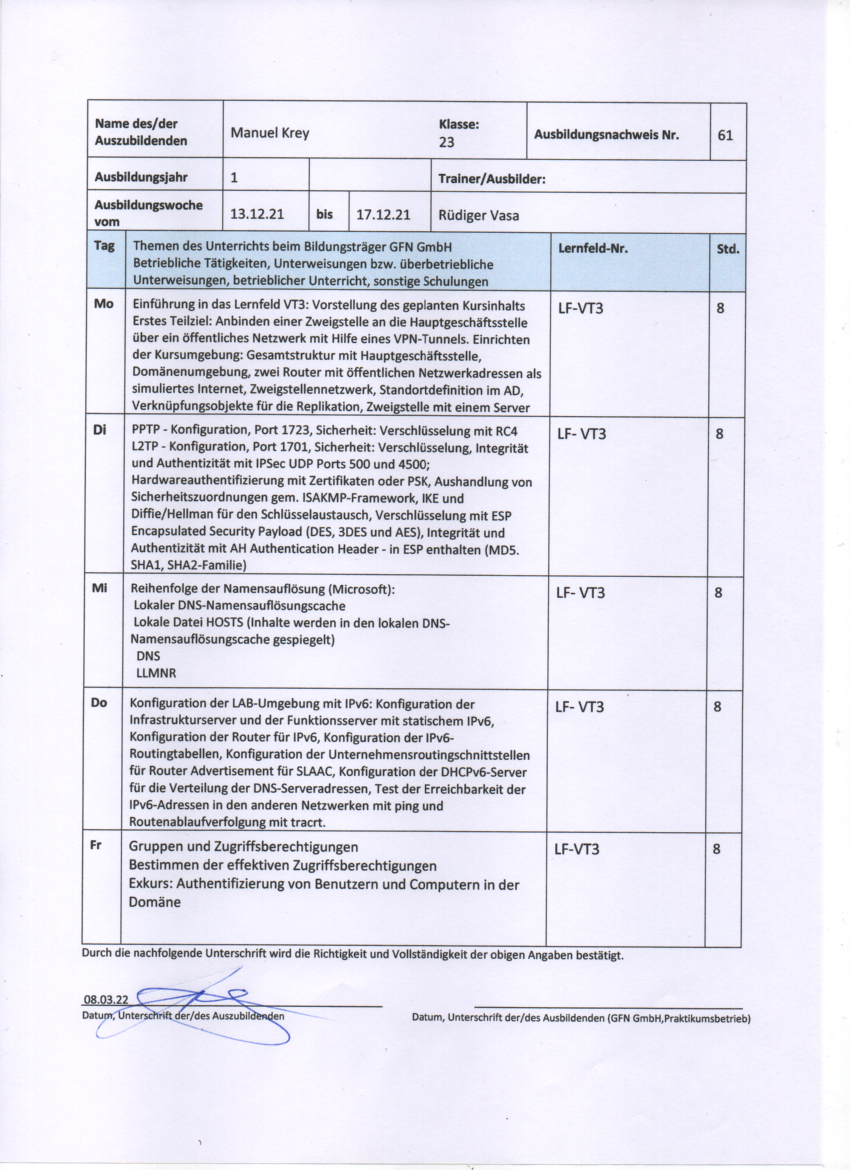 Name des/der
Auszubildenden
Manuel Krey
Klasse:
23
Ausbildungsnachweis Nr.
61
Ausbildungsjahr
1
Trainer/Ausbilder:
Ausbildungswoche
vom
13.12.21
bis
17.12.21
Rüdiger Vasa
Tag
Themen des Unterrichts beim Bildungsträger GFN GmbH
Betriebliche Tätigkeiten, Unterweisungen bzw. überbetriebliche
Unterweisungen, betrieblicher Unterricht, sonstige Schulungen
Lernfeld-Nr.
Std.
Mo
Einführung in das Lernfeld VT3: Vorstellung des geplanten Kursinhalts
Erstes Teilziel: Anbinden einer Zweigstelle an die Hauptgeschäftsstelle
über ein öffentliches Netzwerk mit Hilfe eines VPN-Tunnels. Einrichten
der Kursumgebung: Gesamtstruktur mit Hauptgeschäftsstelle,
Domänenumgebung, zwei Router mit öffentlichen Netzwerkadressen als
simuliertes Internet, Zweigstellennetzwerk, Standortdefinition im AD,
Verknüpfungsobjekte für die Replikation, Zweigstelle mit einem Server
LF-VT3
8
Di
PPTP - Konfiguration, Port 1723, Sicherheit: Verschlüsselung mit RC4
L2TP - Konfiguration, Port 1701, Sicherheit: Verschlüsselung, Integrität
und Authentizität mit IPSec UDP Ports 500 und 4500;
Hardwareauthentifizierung mit Zertifikaten oder PSK, Aushandlung von
Sicherheitszuordnungen gem. ISAKMP-Framework, IKE und
Diffie/Hellman für den Schlüsselaustausch, Verschlüsselung mit ESP
Encapsulated Security Payload (DES, 3DES und AES), Integrität und
Authentizität mit AH Authentication Header - in ESP enthalten (MD5.
SHA1, SHA2-Familie)
LF- VT3
8
Mi
Reihenfolge der Namensauflösung (Microsoft):
Lokaler DNS-Namensauflösungscache
Lokale Datei HOSTS (Inhalte werden in den lokalen DNS-
Namensauflösungscache gespiegelt)
DNS
LLMNR
LF- VT3
8
Do
Konfiguration der LAB-Umgebung mit IPv6: Konfiguration der
Infrastrukturserver und der Funktionsserver mit statischem IPv6,
Konfiguration der Router für IPv6, Konfiguration der IPv6-
Routingtabellen, Konfiguration der Unternehmensroutingschnittstellen
für Router Advertisement für SLAAC, Konfiguration der DHCPv6-Server
für die Verteilung der DNS-Serveradressen, Test der Erreichbarkeit der
IPv6-Adressen in den anderen Netzwerken mit ping und
Routenablaufverfolgung mit tracrt.
LF- VT3
8
Fr
Gruppen und Zugriffsberechtigungen
Bestimmen der effektiven Zugriffsberechtigungen
Exkurs: Authentifizierung von Benutzern und Computern in der
Domäne
LF-VT3
8
Durch die nachfolgende Unterschrift wird die Richtigkeit und Vollständigkeit der obigen Angaben bestätigt.
08.03.22
Datum, Unterschrift der/des Auszubildenden
Datum, Unterschrift der/des Ausbildenden (GFN GmbH,Praktikumsbetrieb)